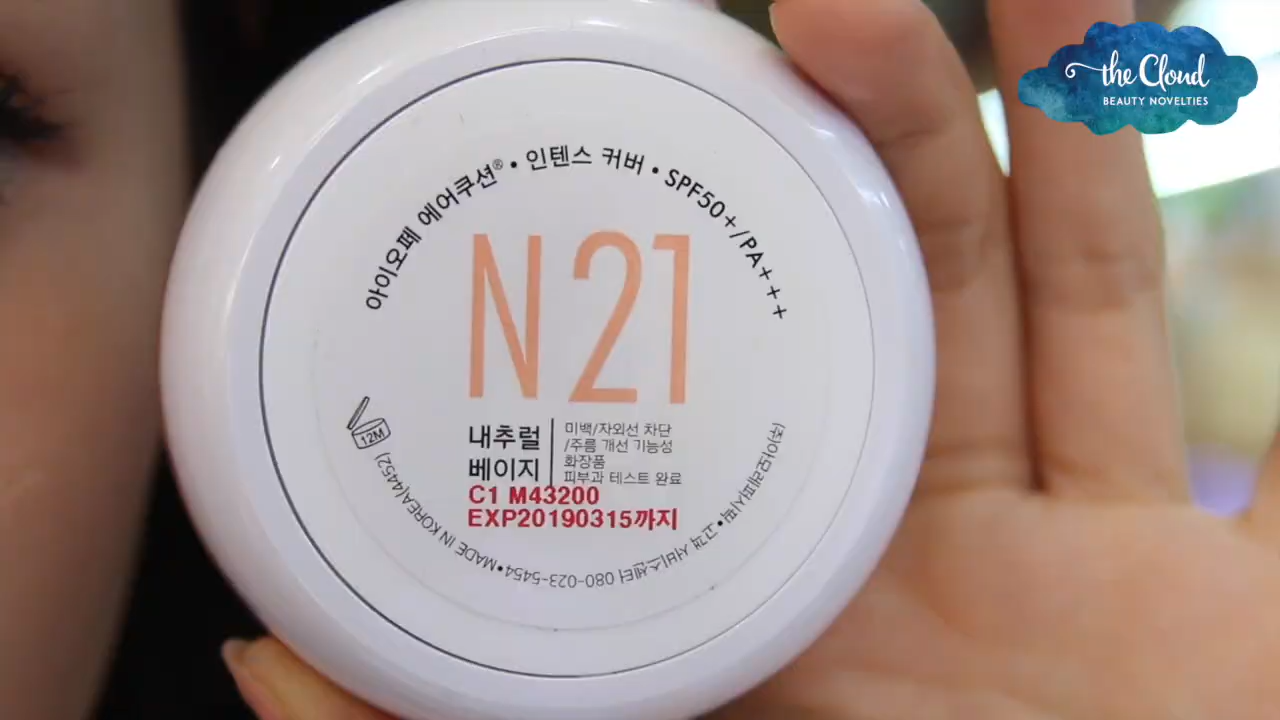 the Cloud
BEAUTY NOVELTIES
아이오페 에어쿠션® • 인텐스 커버 • SPF50+/PA+++
N21
내추럴
베이지
미백/자외선 차단
/주름 개선 기능성
화장품
피부과 테스트 완료
C1 M43200
EXP20190315까지
12M
(주)아모레퍼시픽•고객 서비스센터 080-023-5454•MADE IN KOREA(4452)